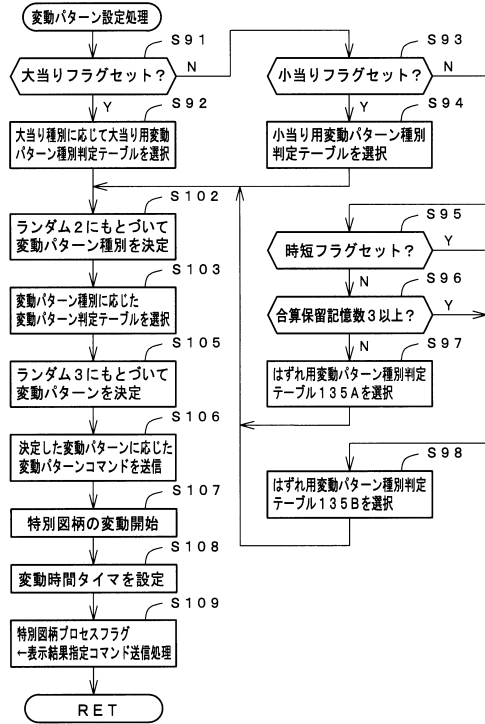 変動パターン設定処理
S91
大当りフラグセット?
N
Y
S92
大当り種別に応じて大当り用変動
パターン種別判定テーブルを選択
S93
小当りフラグセット?
N
Y
S94
小当り用変動パターン種別
判定テーブルを選択
S95
時短フラグセット?
Y
N
S96
合算保留記憶数3以上?
Y
N
S97
はずれ用変動パターン種別判定
テーブル135Aを選択
S98
はずれ用変動パターン種別判定
テーブル135Bを選択
S102
ランダム2にもとづいて
変動パターン種別を決定
S103
変動パターン種別に応じた
変動パターン判定テーブルを選択
S105
ランダム3にもとづいて
変動パターンを決定
S106
決定した変動パターンに応じた
変動パターンコマンドを送信
S107
特別図柄の変動開始
S108
変動時間タイマを設定
S109
特別図柄プロセスフラグ
←表示結果指定コマンド送信処理
RET